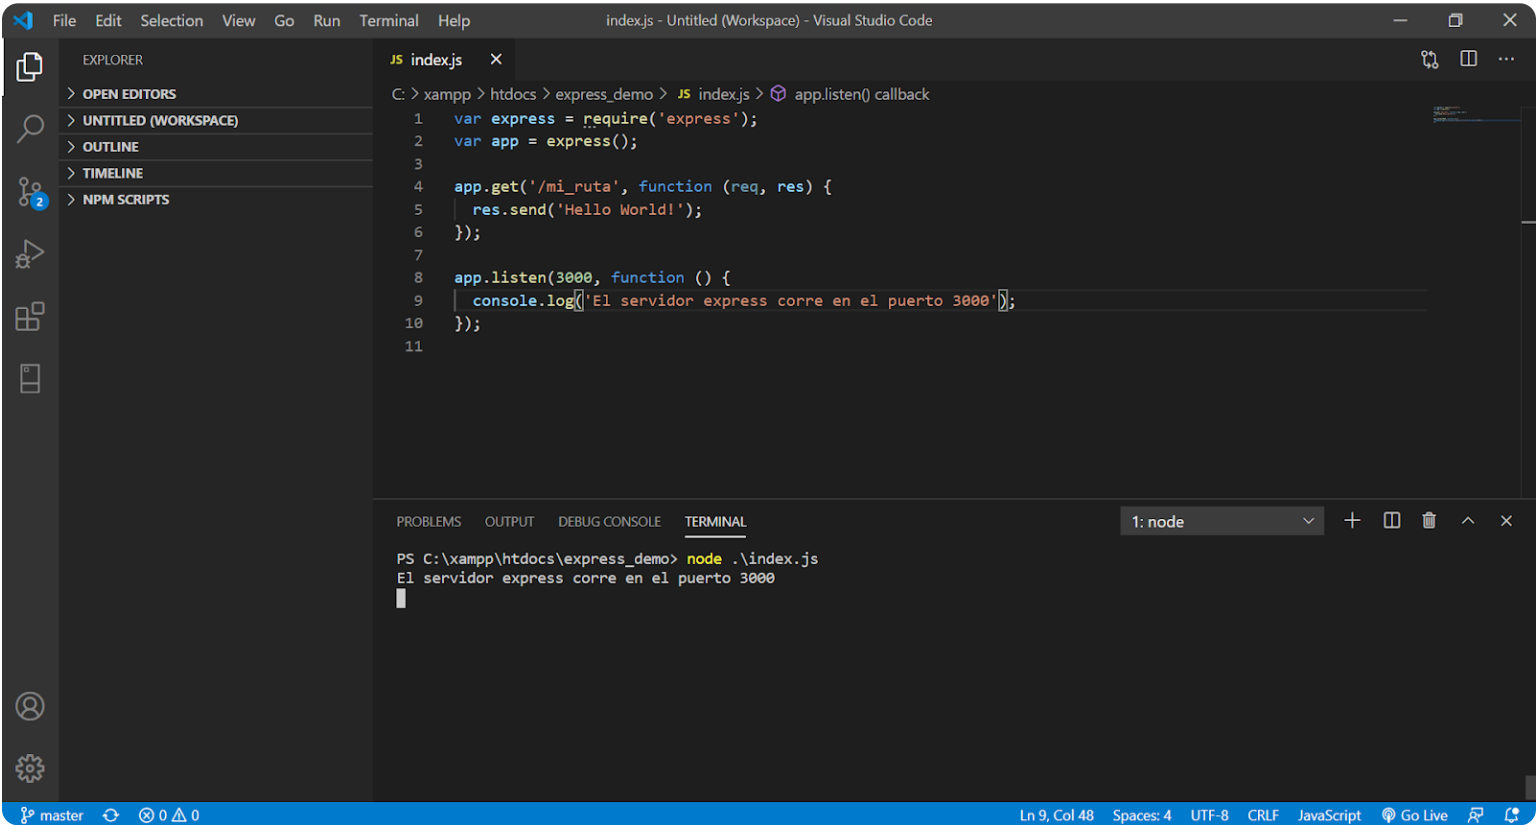 File Edit Selection View Go Run Terminal Help index.js - Untitled (Workspace) - Visual Studio Code
EXPLORER
OPEN EDITORS
UNTITLED (WORKSPACE)
OUTLINE
TIMELINE
NPM SCRIPTS
2
JS index.js
C: > xampp > htdocs > express_demo > JS index.js > app.listen() callback
1 var express = require('express');
2 var app = express();
3
4 app.get('/mi_ruta', function (req, res) {
5 res.send('Hello World!');
6 });
7
8 app.listen(3000, function () {
9 console.log('El servidor express corre en el puerto 3000');
10 });
11
PROBLEMS OUTPUT DEBUG CONSOLE TERMINAL 1: node
PS C:\xampp\htdocs\express_demo> node .\index.js
El servidor express corre en el puerto 3000
master 0 0 Ln 9, Col 48 Spaces: 4 UTF-8 CRLF JavaScript Go Live